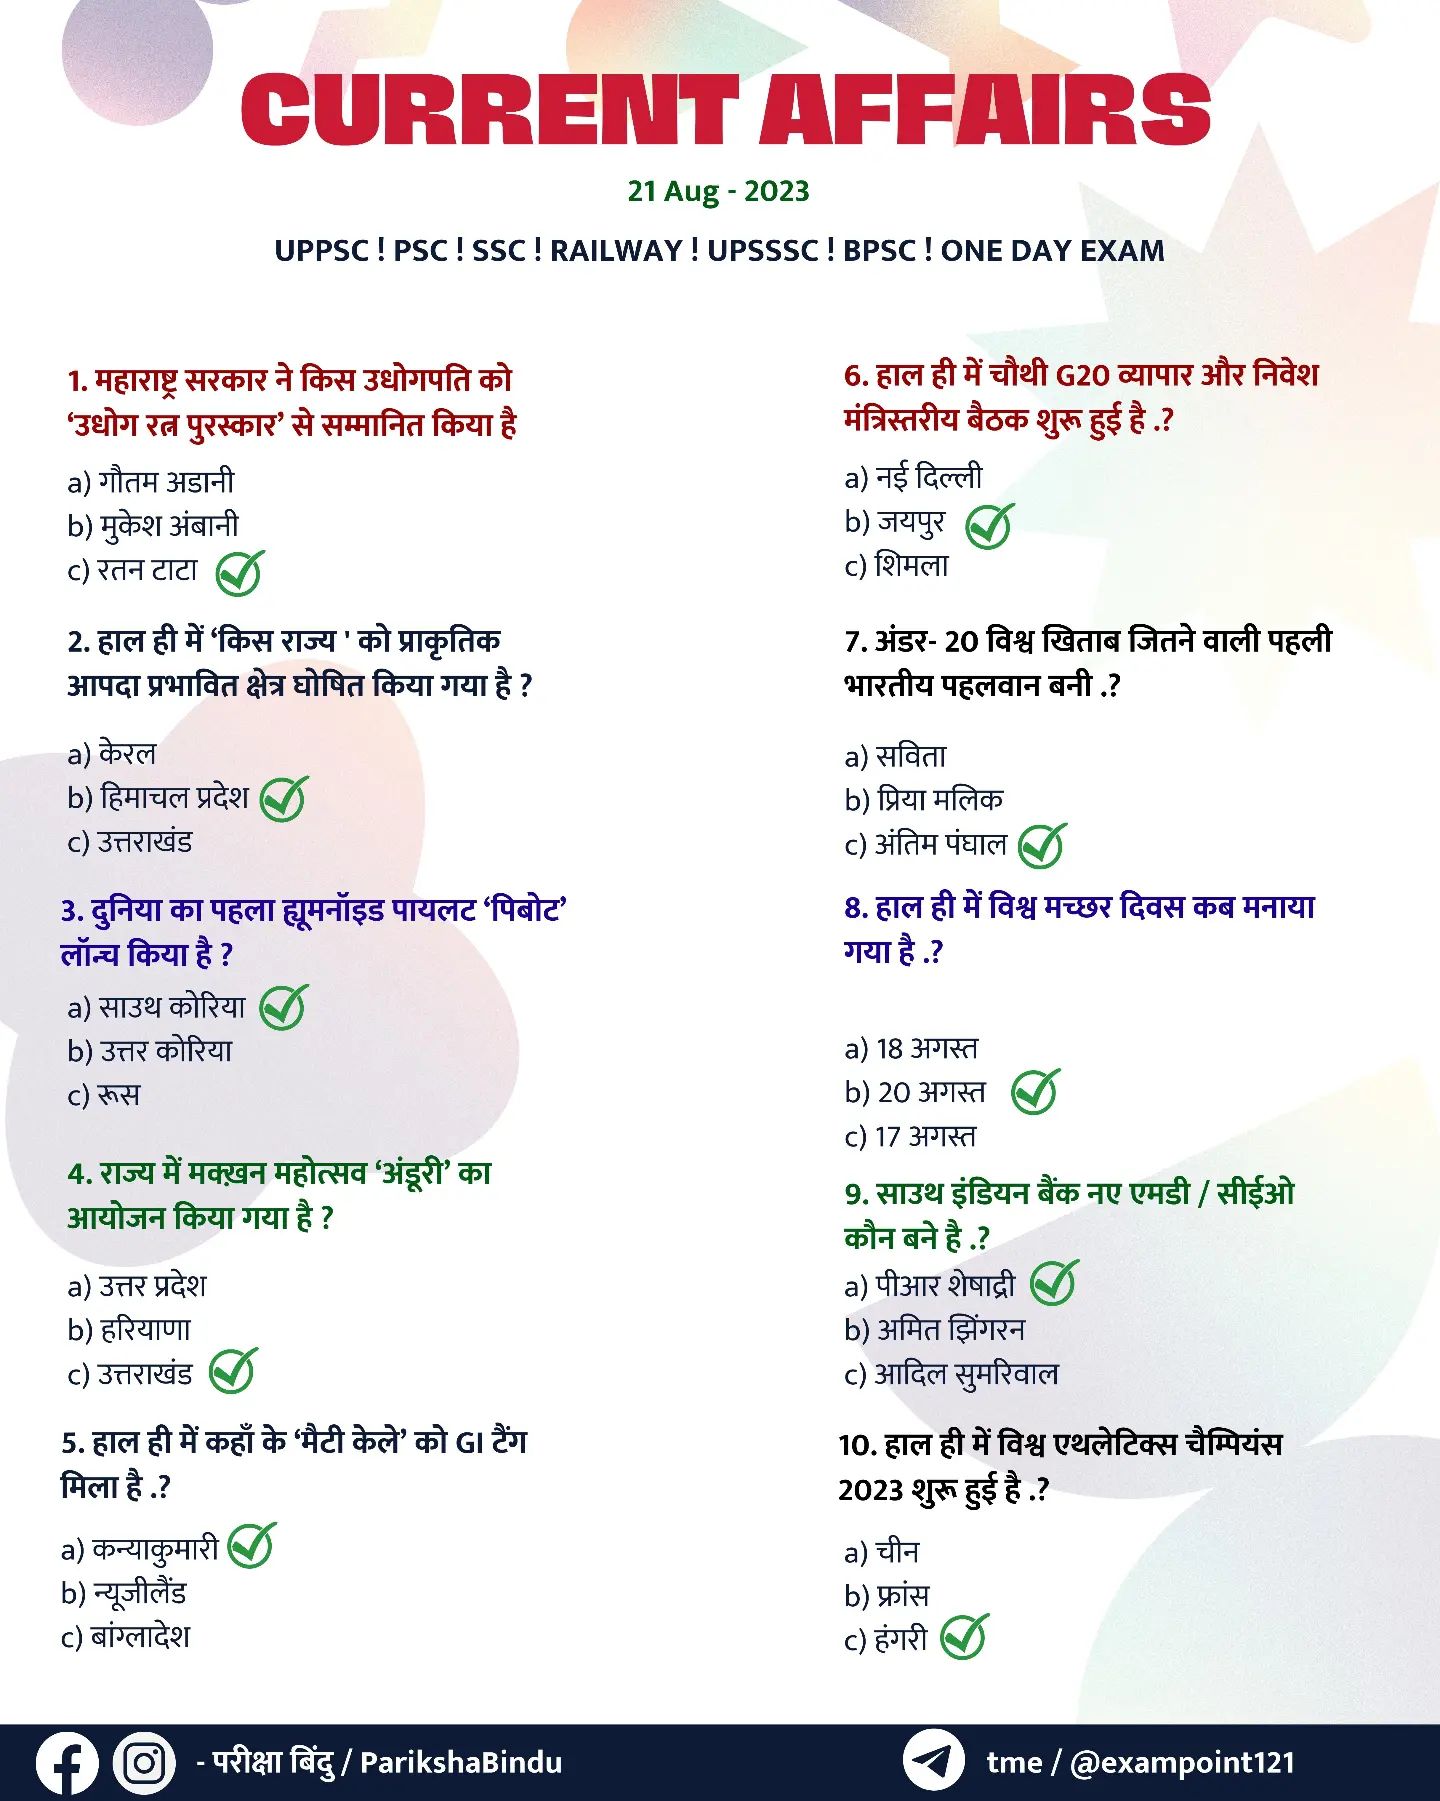 CURRENT AFFAIRS
21 Aug - 2023
UPPSC ! PSC ! SSC ! RAILWAY ! UPSSSC ! BPSC ! ONE DAY EXAM
1. महाराष्ट्र सरकार ने किस उधोगपति को
‘उधोग रत्न पुरस्कार’ से सम्मानित किया है
a) गौतम अडानी
b) मुकेश अंबानी
c) रतन टाटा
2. हाल ही में ‘किस राज्य ' को प्राकृतिक
आपदा प्रभावित क्षेत्र घोषित किया गया है ?
a) केरल
b) हिमाचल प्रदेश
c) उत्तराखंड
3. दुनिया का पहला ह्यूमनॉइड पायलट ‘पिबोट’
लॉन्च किया है ?
a) साउथ कोरिया
b) उत्तर कोरिया
c) रूस
4. राज्य में मक्ख़न महोत्सव ‘अंडूरी’ का
आयोजन किया गया है ?
a) उत्तर प्रदेश
b) हरियाणा
c) उत्तराखंड
5. हाल ही में कहाँ के ‘मैटी केले’ को GI टैंग
मिला है .?
a) कन्याकुमारी
b) न्यूजीलैंड
c) बांग्लादेश
6. हाल ही में चौथी G20 व्यापार और निवेश
मंत्रिस्तरीय बैठक शुरू हुई है .?
a) नई दिल्ली
b) जयपुर
c) शिमला
7. अंडर- 20 विश्व खिताब जितने वाली पहली
भारतीय पहलवान बनी .?
a) सविता
b) प्रिया मलिक
c) अंतिम पंघाल
8. हाल ही में विश्व मच्छर दिवस कब मनाया
गया है .?
a) 18 अगस्त
b) 20 अगस्त
c) 17 अगस्त
9. साउथ इंडियन बैंक नए एमडी / सीईओ
कौन बने है .?
a) पीआर शेषाद्री
b) अमित झिंगरन
c) आदिल सुमरिवाल
10. हाल ही में विश्व एथलेटिक्स चैम्पियंस
2023 शुरू हुई है .?
a) चीन
b) फ्रांस
c) हंगरी
- परीक्षा बिंदु / ParikshaBindu
tme / @exampoint121